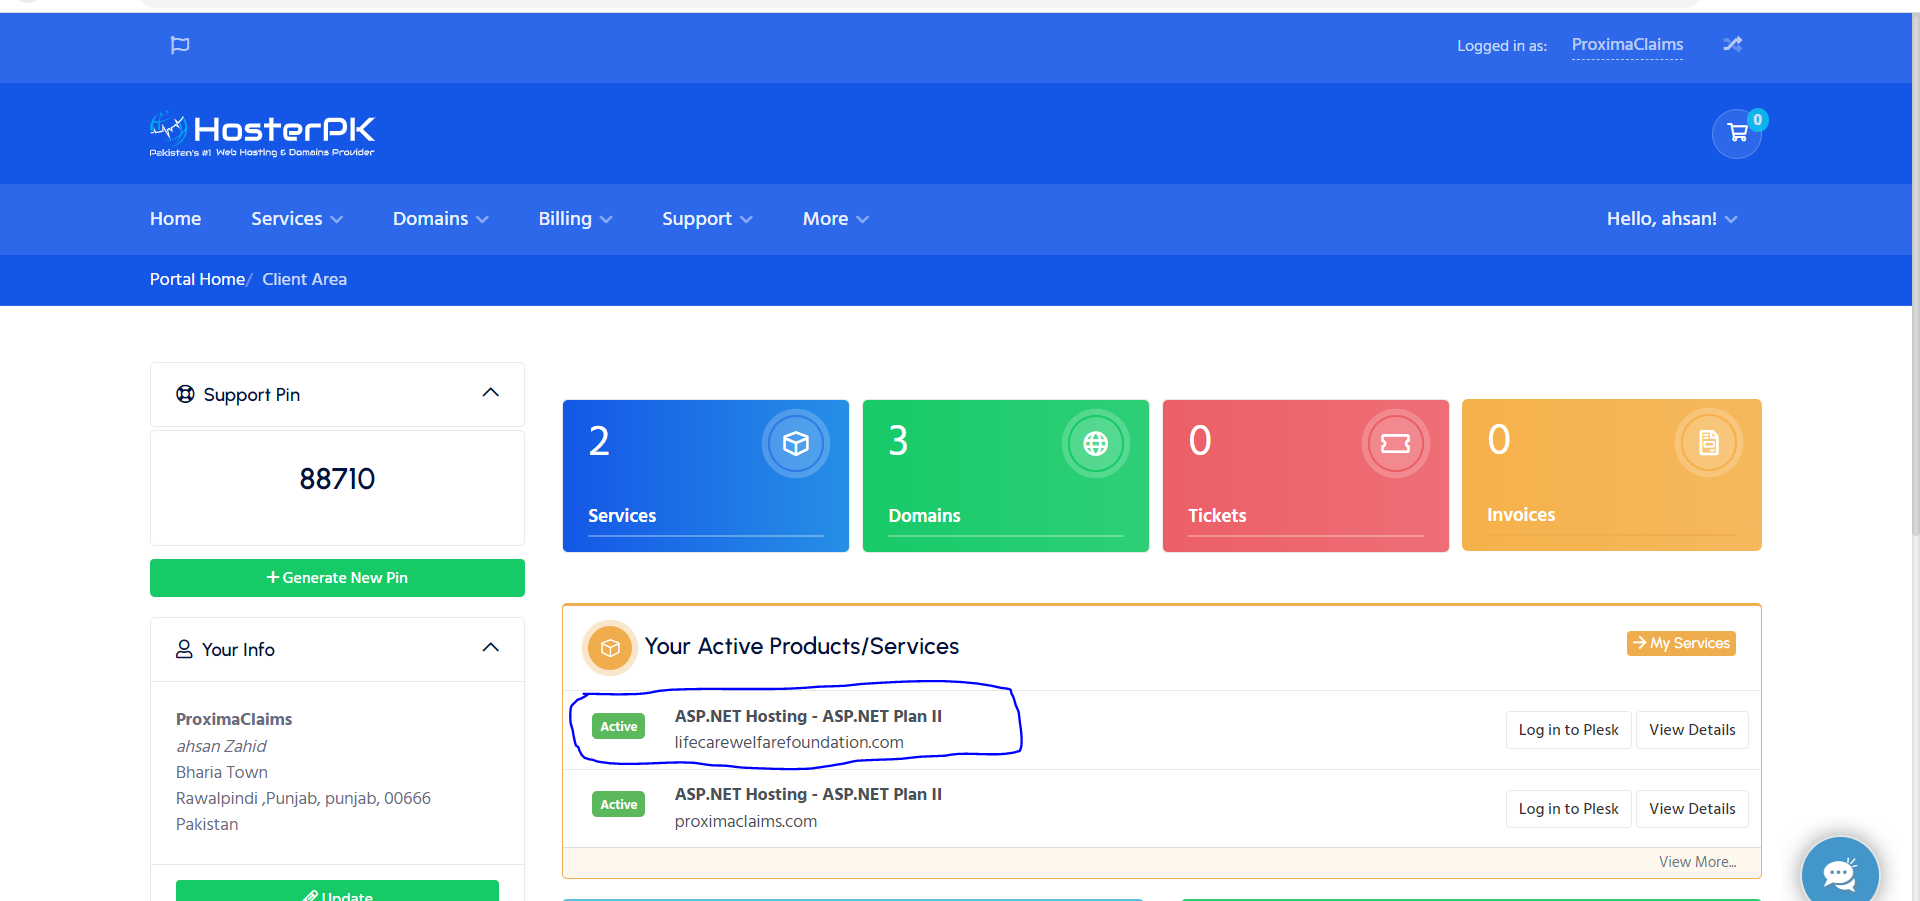 Logged in as: ProximaClaims
HosterPK
Pakistan's #1 Web Hosting & Domains Provider
0
Home Services Domains Billing Support More Hello, ahsan!
Portal Home/ Client Area
Support Pin
88710
+ Generate New Pin
Your Info
ProximaClaims
ahsan Zahid
Bharia Town
Rawalpindi ,Punjab, punjab, 00666
Pakistan
Update
2
Services
3
Domains
0
Tickets
0
Invoices
Your Active Products/Services
→ My Services
Active
ASP.NET Hosting - ASP.NET Plan II
lifecarewelfarefoundation.com
Log in to Plesk View Details
Active
ASP.NET Hosting - ASP.NET Plan II
proximaclaims.com
Log in to Plesk View Details
View More...